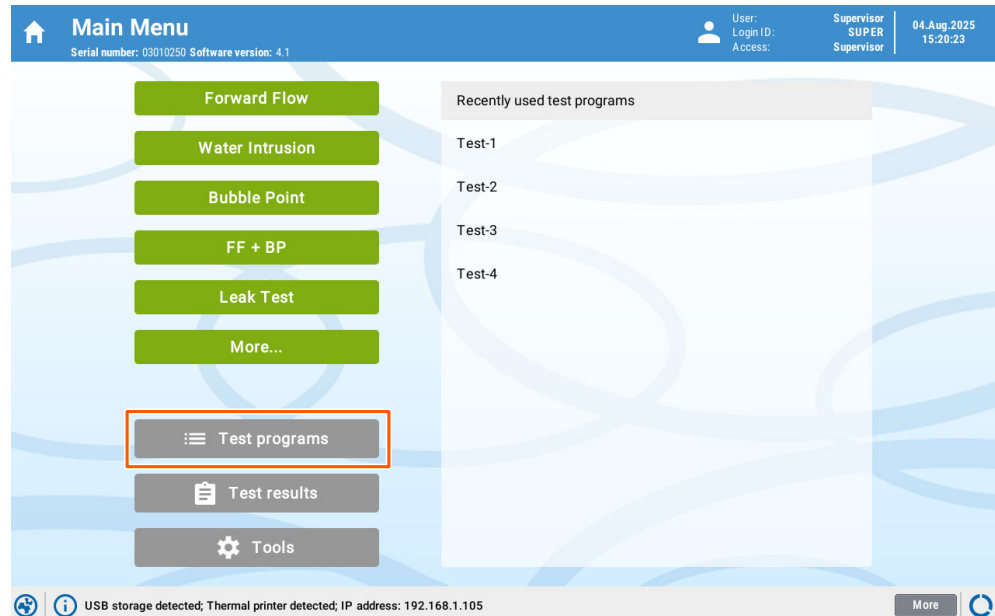 Main Menu
Serial number: 03010250 Software version: 4.1
User: Supervisor
Login ID: SUPER
Access: Supervisor
04.Aug.2025
15:20:23
Forward Flow
Water Intrusion
Bubble Point
FF + BP
Leak Test
More...
Test programs
Test results
Tools
Recently used test programs
Test-1
Test-2
Test-3
Test-4
USB storage detected; Thermal printer detected; IP address: 192.168.1.105
More